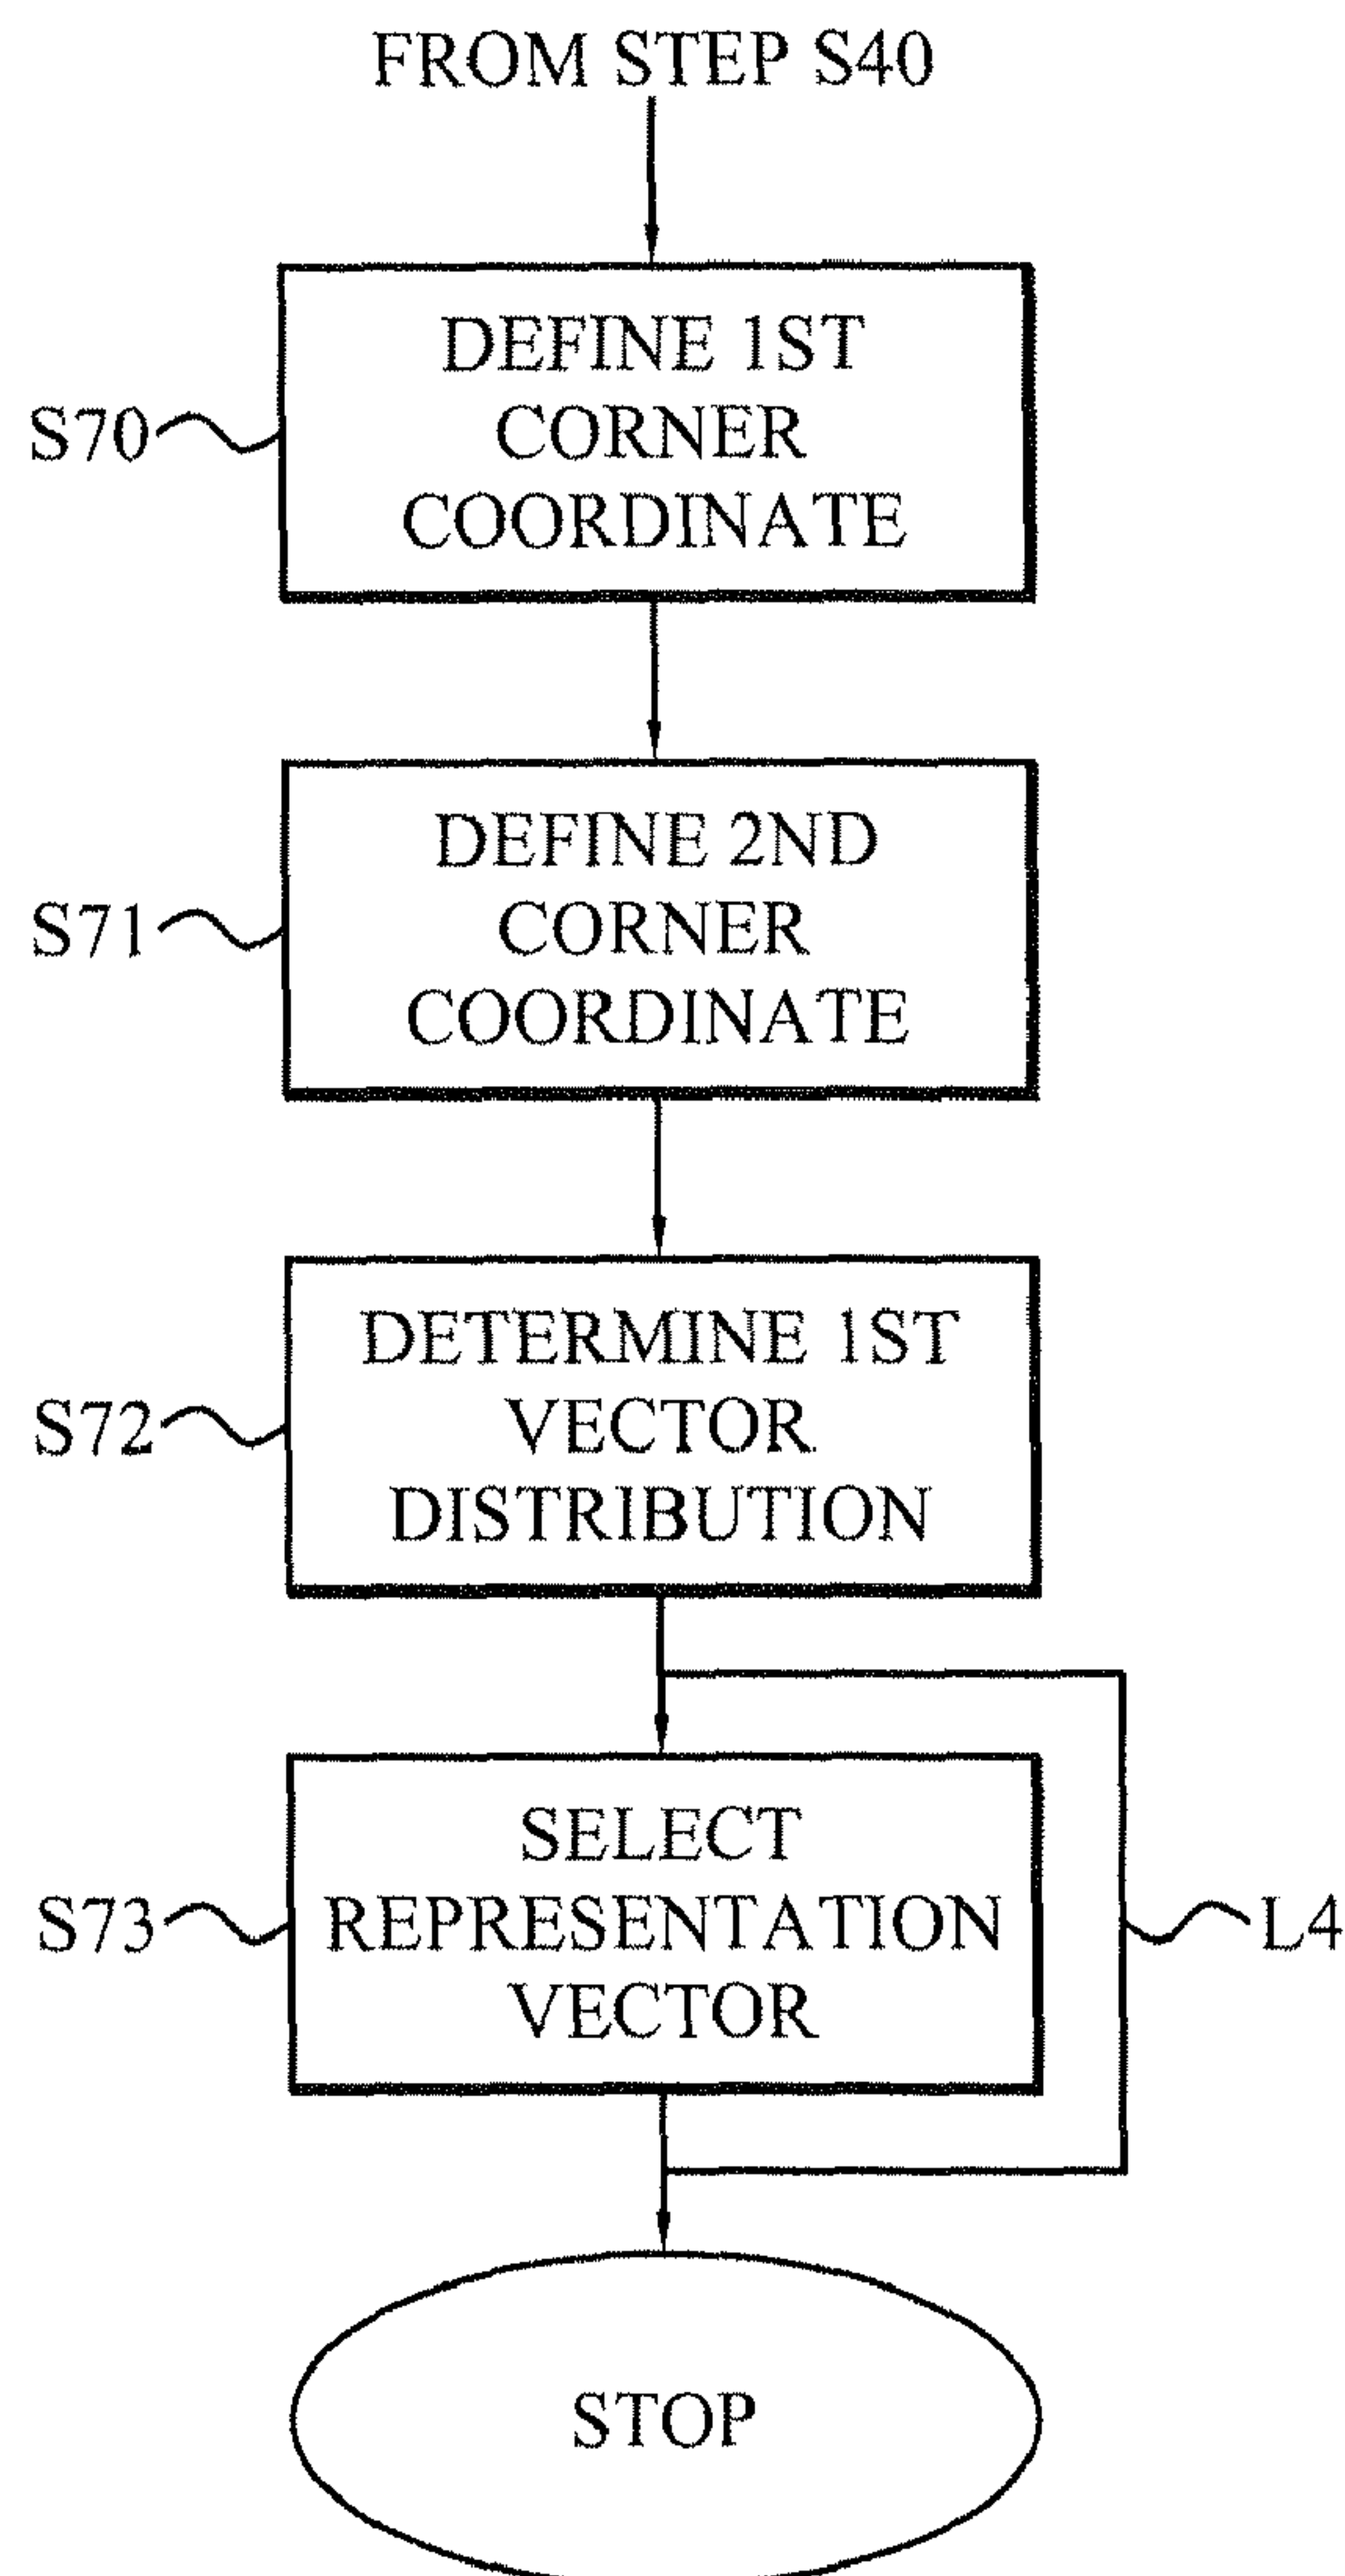 FROM STEP S40
DEFINE 1ST
CORNER
COORDINATE
S70
DEFINE 2ND
CORNER
COORDINATE
S71
DETERMINE 1ST
VECTOR
DISTRIBUTION
S72
SELECT
REPRESENTATION
VECTOR
S73
L4
STOP